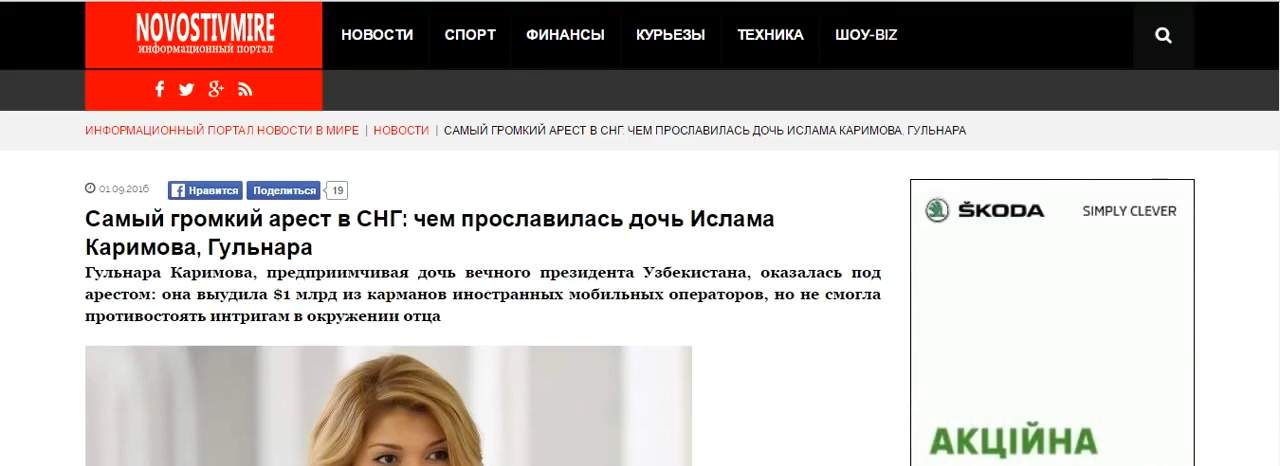 NOVOSTIVMIRE
информационный портал
НОВОСТИ СПОРТ ФИНАНСЫ КУРЬЕЗЫ ТЕХНИКА ШОУ-BIZ
ИНФОРМАЦИОННЫЙ ПОРТАЛ НОВОСТИ В МИРЕ | НОВОСТИ | САМЫЙ ГРОМКИЙ АРЕСТ В СНГ: ЧЕМ ПРОСЛАВИЛАСЬ ДОЧЬ ИСЛАМА КАРИМОВА, ГУЛЬНАРА
01.09.2016 Нравится Поделиться 19
Самый громкий арест в СНГ: чем прославилась дочь Ислама
Каримова, Гульнара
Гульнара Каримова, предприимчивая дочь вечного президента Узбекистана, оказалась под
арестом: она выудила $1 млрд из карманов иностранных мобильных операторов, но не смогла
противостоять интригам в окружении отца
ŠKODA SIMPLY CLEVER
АКЦІЙНА